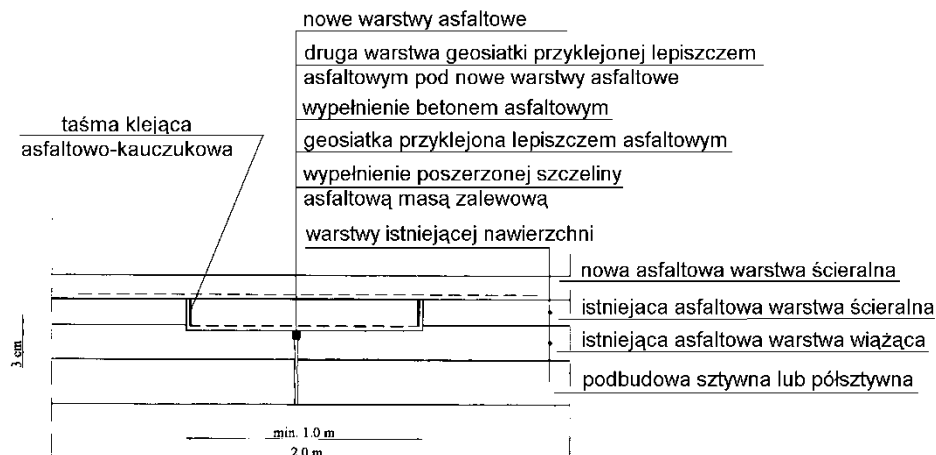 nowe warstwy asfaltowe
druga warstwa geosiatki przyklejonej lepiszczem
asfaltowym pod nowe warstwy asfaltowe
wypełnienie betonem asfaltowym
taśma klejąca
asfaltowo-kauczukowa
geosiatka przyklejona lepiszczem asfaltowym
wypełnienie poszerzonej szczeliny
asfaltową masą zalewową
warstwy istniejącej nawierzchni
nowa asfaltowa warstwa ścieralna
istniejaca asfaltowa warstwa ścieralna
istniejąca asfaltowa warstwa wiążąca
podbudowa sztywna lub półsztywna
3 cm
min. 1.0 m
2.0 m